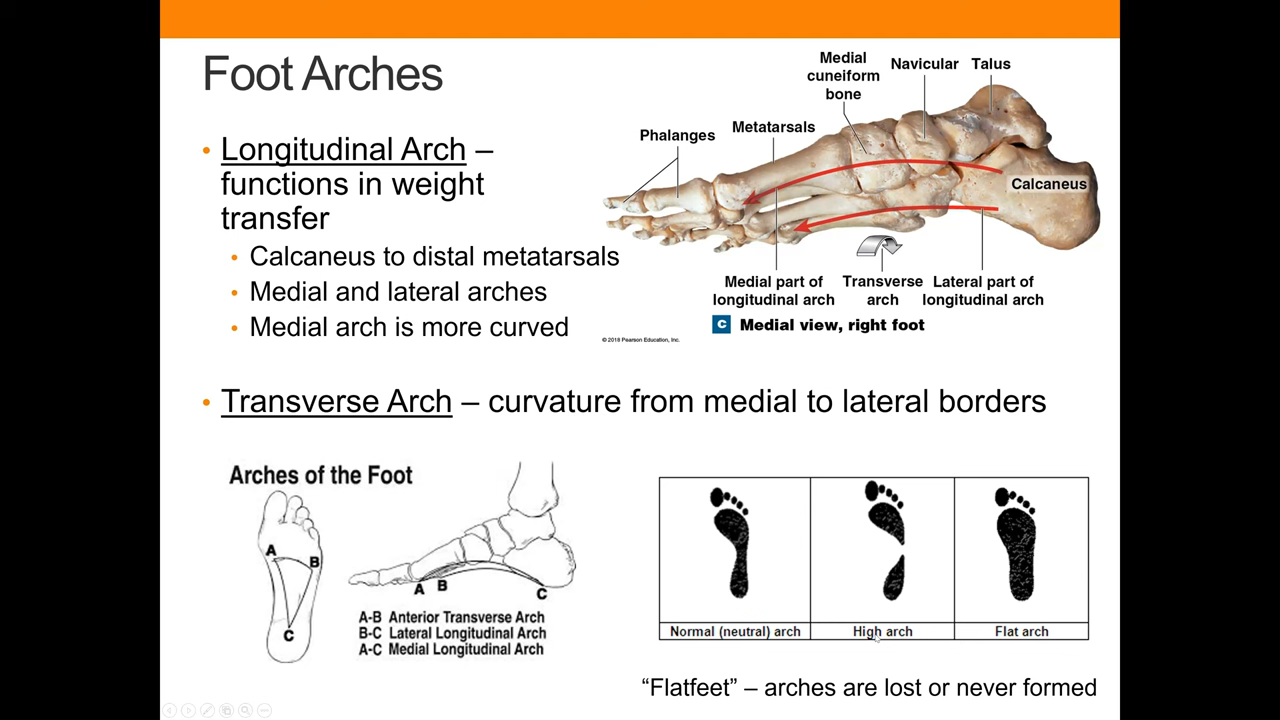 Foot Arches
• Longitudinal Arch –
functions in weight
transfer
• Calcaneus to distal metatarsals
• Medial and lateral arches
• Medial arch is more curved
Medial
cuneiform
bone
Navicular
Talus
Phalanges
Metatarsals
Calcaneus
Medial part of
longitudinal arch
Transverse
arch
Lateral part of
longitudinal arch
C Medial view, right foot
© 2018 Pearson Education, Inc.
• Transverse Arch – curvature from medial to lateral borders
Arches of the Foot
A
B
C
A B C
A-B Anterior Transverse Arch
B-C Lateral Longitudinal Arch
A-C Medial Longitudinal Arch
Normal (neutral) arch
High arch
Flat arch
“Flatfeet” – arches are lost or never formed